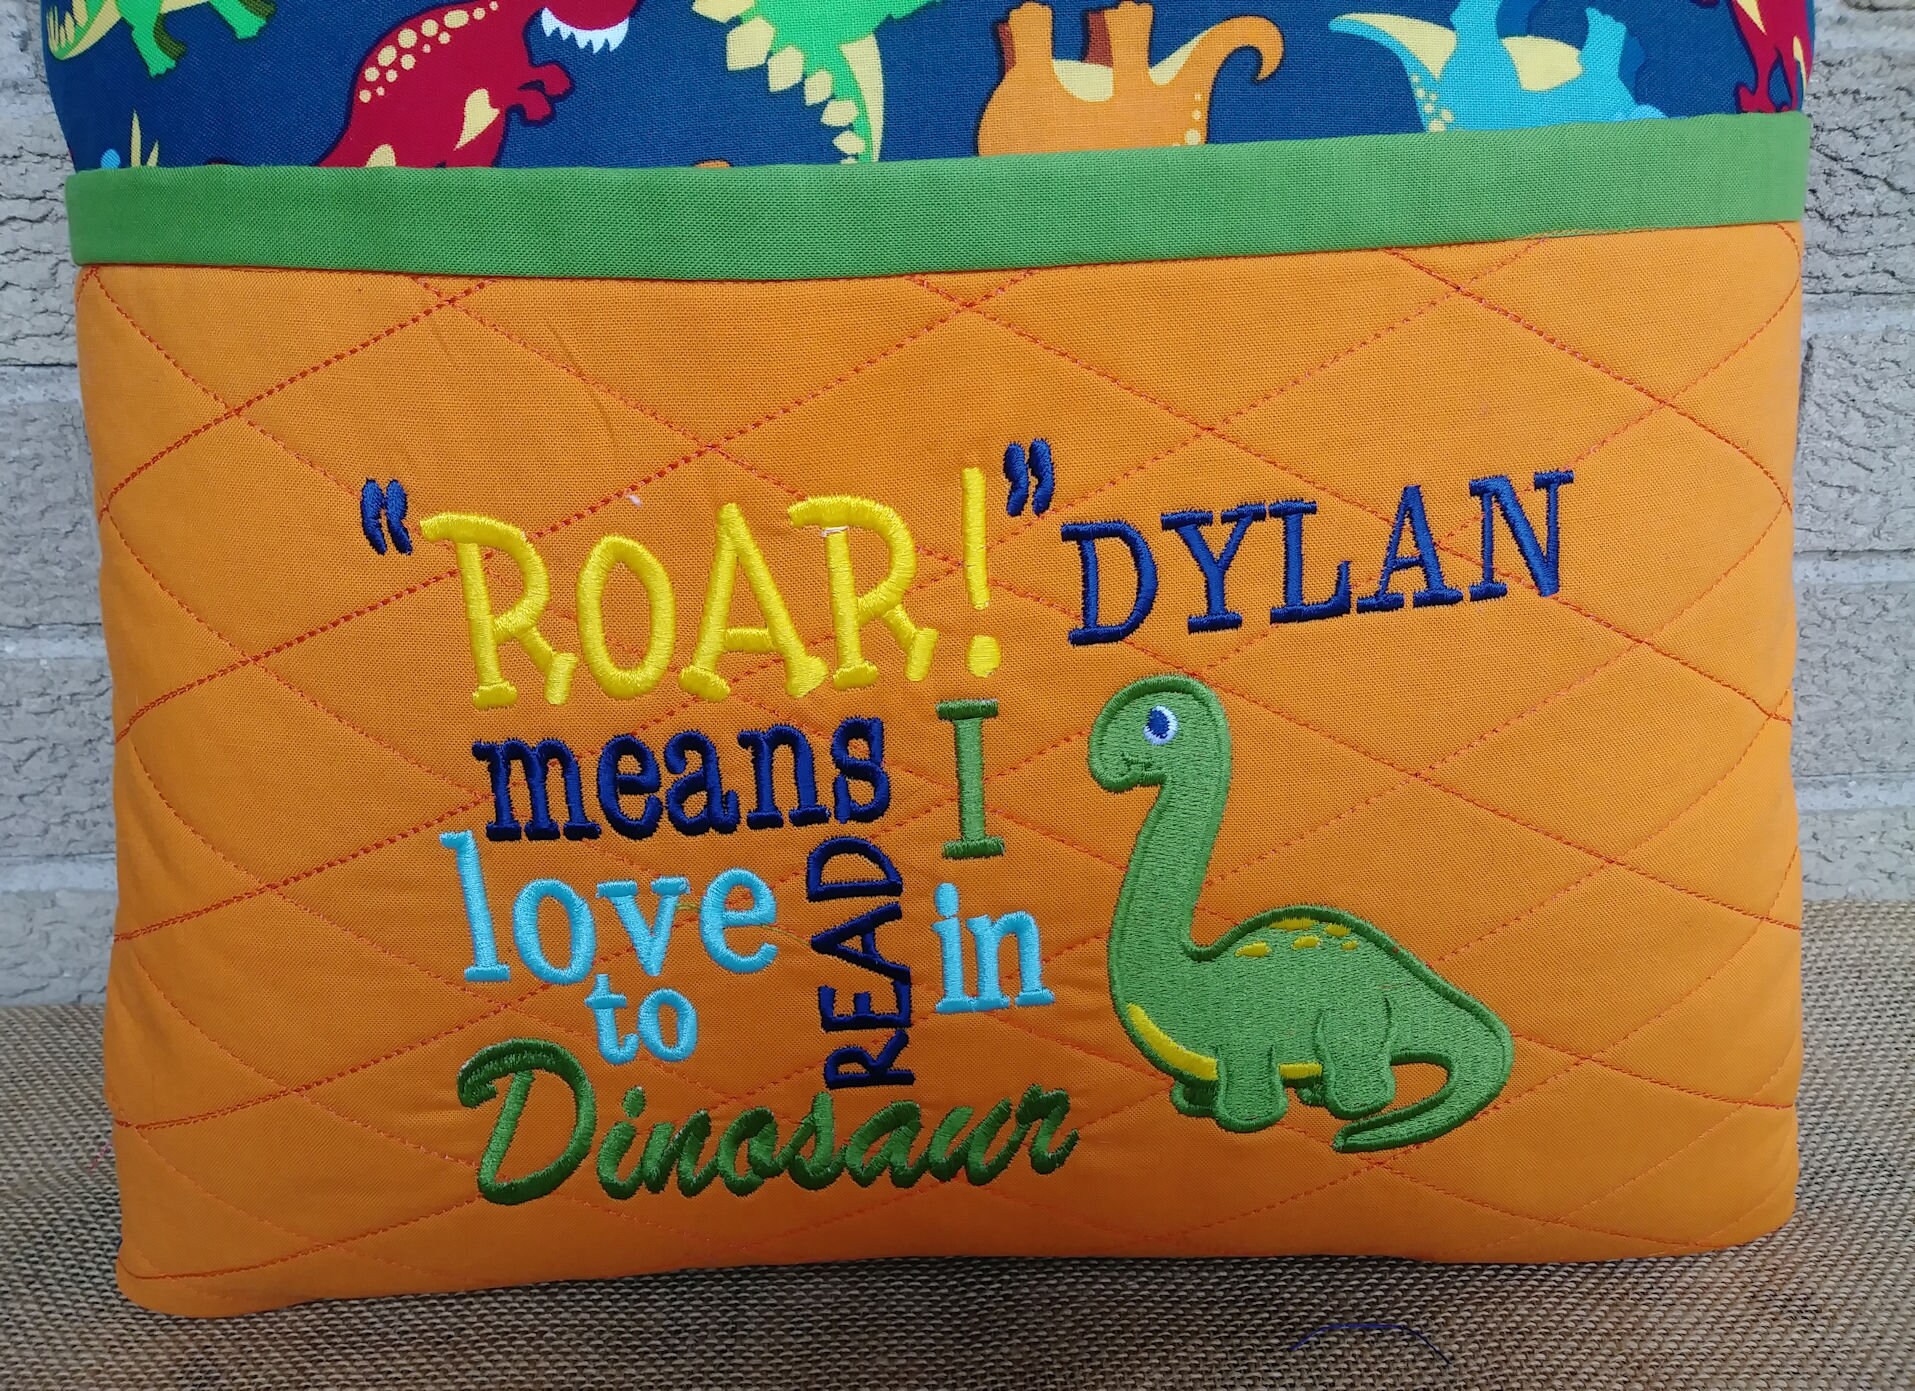 “ROAR!” DYLAN
means I
love READ in
to
Dinosaur